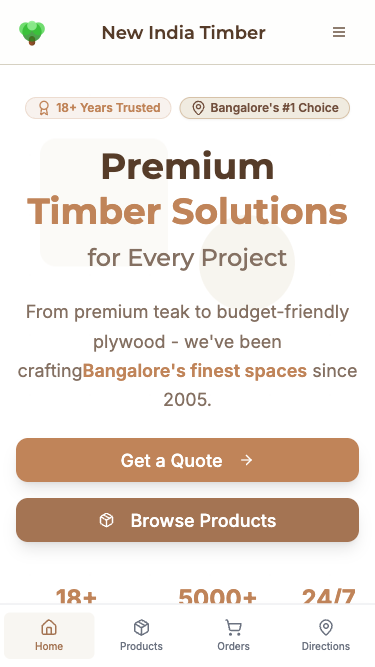 New India Timber
18+ Years Trusted
Bangalore's #1 Choice
Premium
Timber Solutions
for Every Project
From premium teak to budget-friendly
plywood - we've been
craftingBangalore's finest spaces since
2005.
Get a Quote
Browse Products
18+ 5000+ 24/7
Home Products Orders Directions